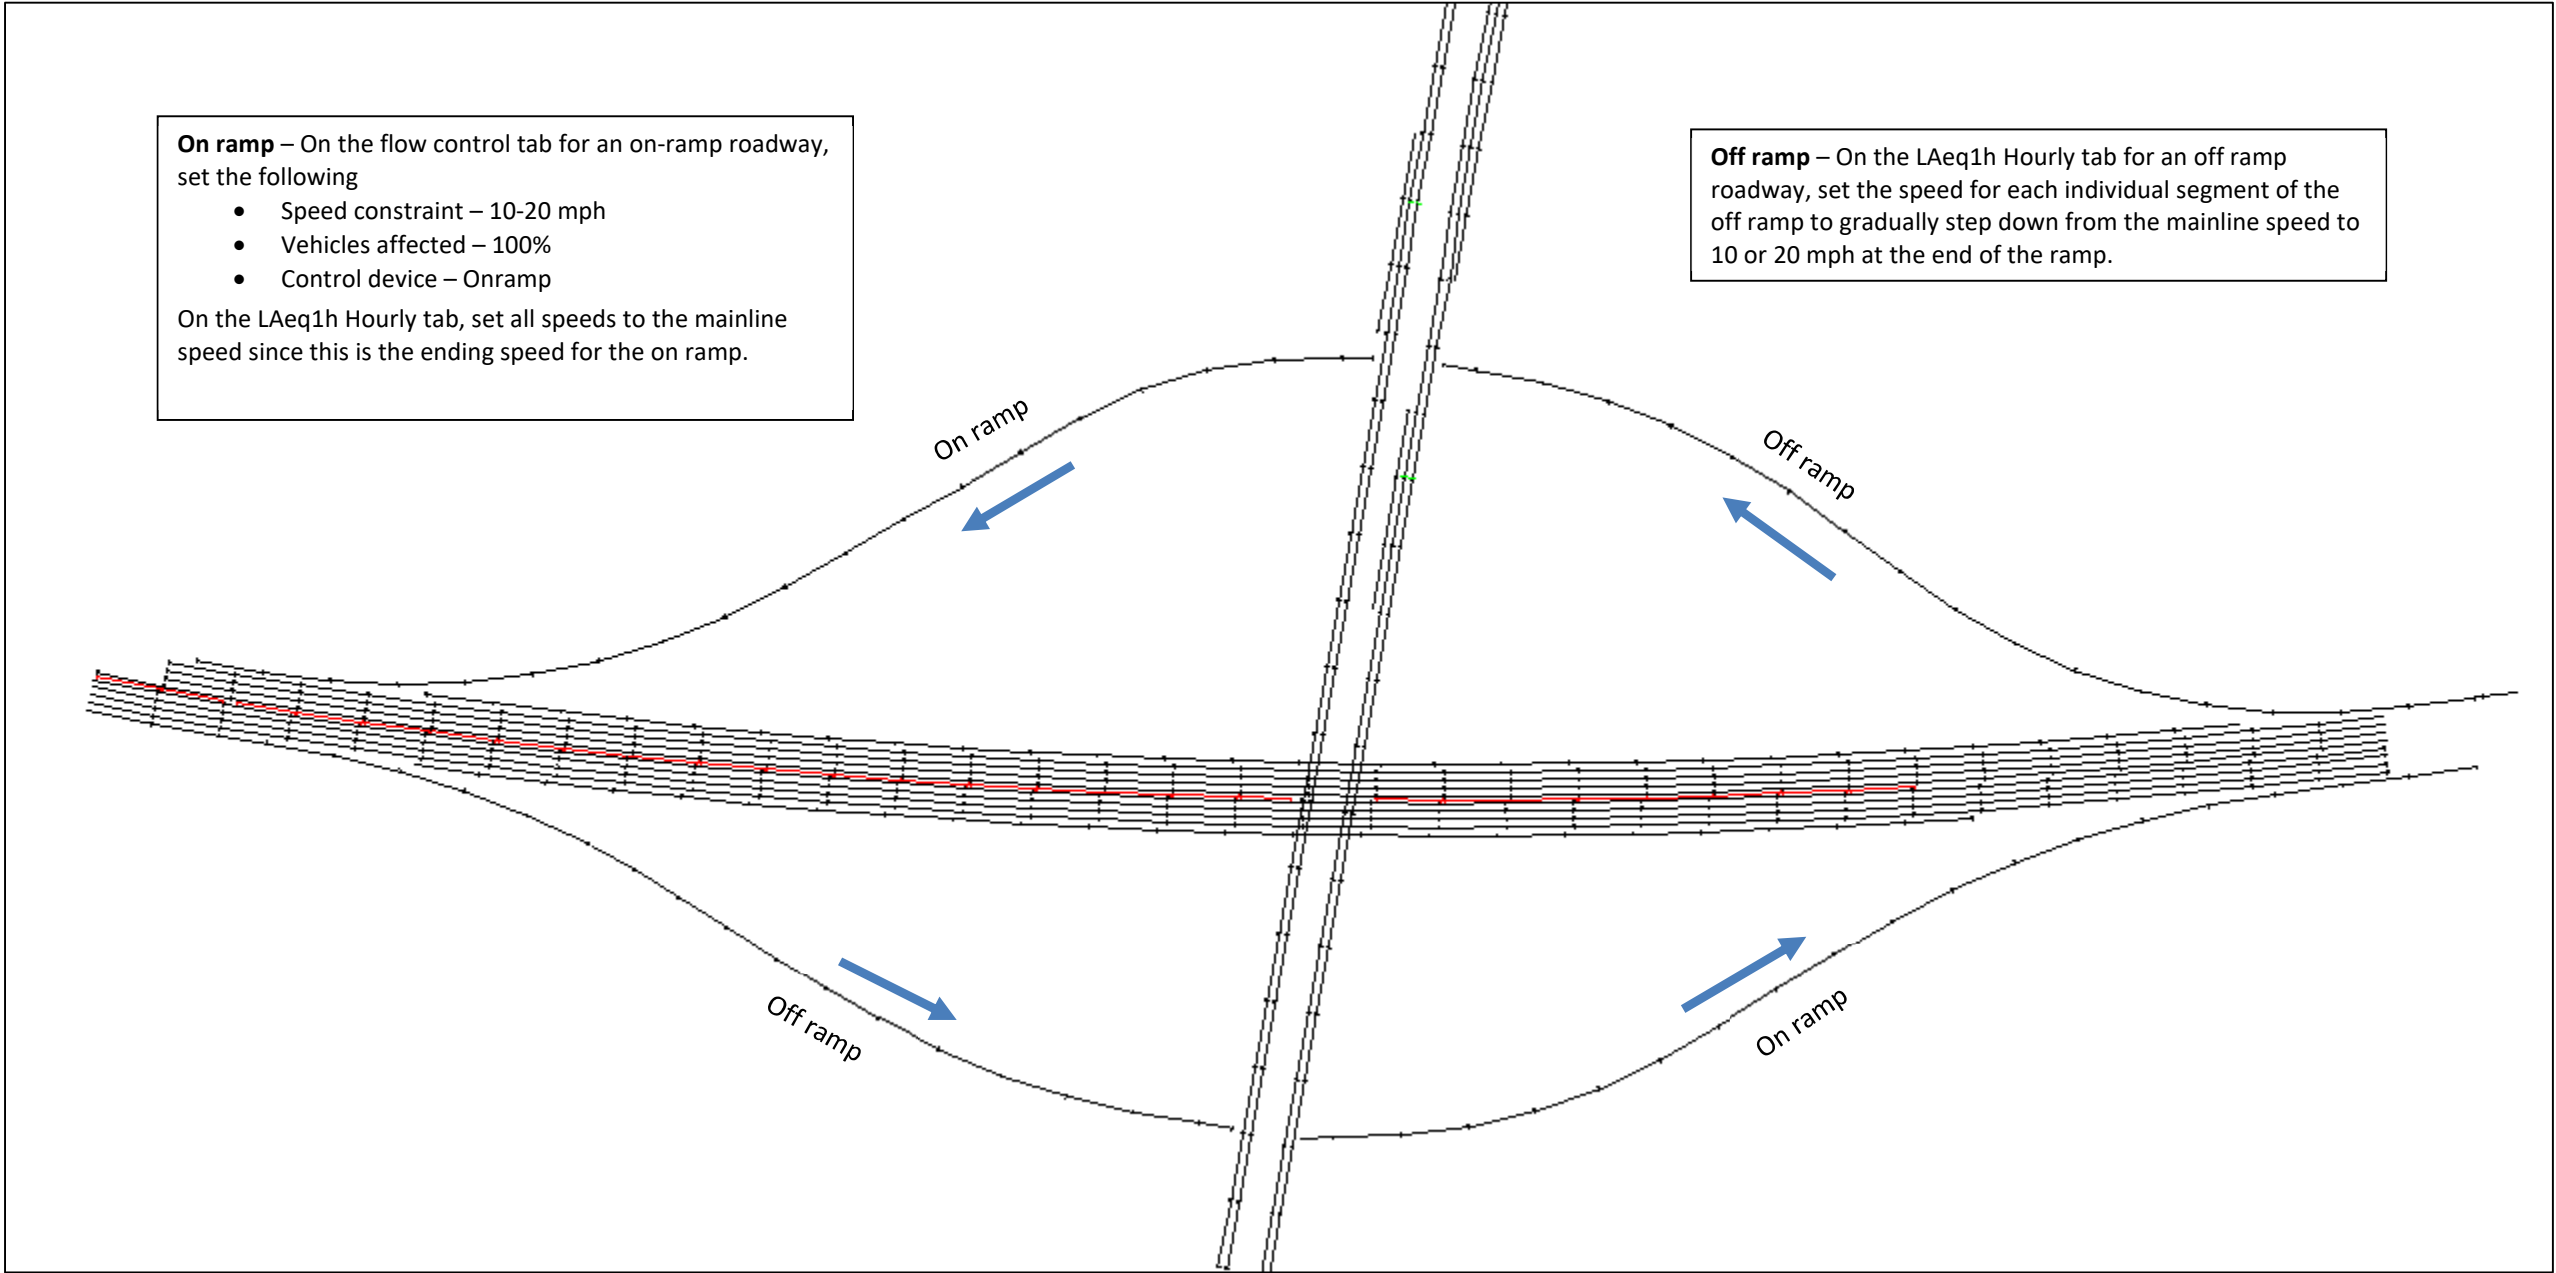 On ramp – On the flow control tab for an on-ramp roadway,
set the following
• Speed constraint – 10-20 mph
• Vehicles affected – 100%
• Control device – Onramp
On the LAeq1h Hourly tab, set all speeds to the mainline
speed since this is the ending speed for the on ramp.
Off ramp – On the LAeq1h Hourly tab for an off ramp
roadway, set the speed for each individual segment of the
off ramp to gradually step down from the mainline speed to
10 or 20 mph at the end of the ramp.
On ramp
Off ramp
Off ramp
On ramp